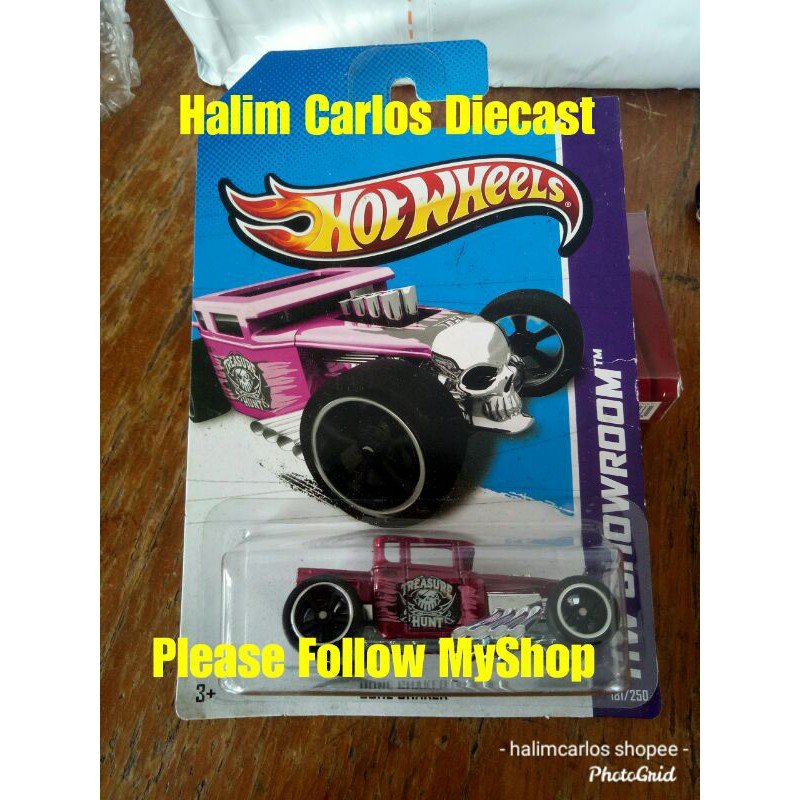 Halim Carlos Diecast
HOT WHEELS®
TREASURE
HUNT
HW SHOWROOM™
TREASURE
HUNT
Please Follow MyShop
BONE SHAKER
3+
181/250
- halimcarlos shopee -
PhotoGrid